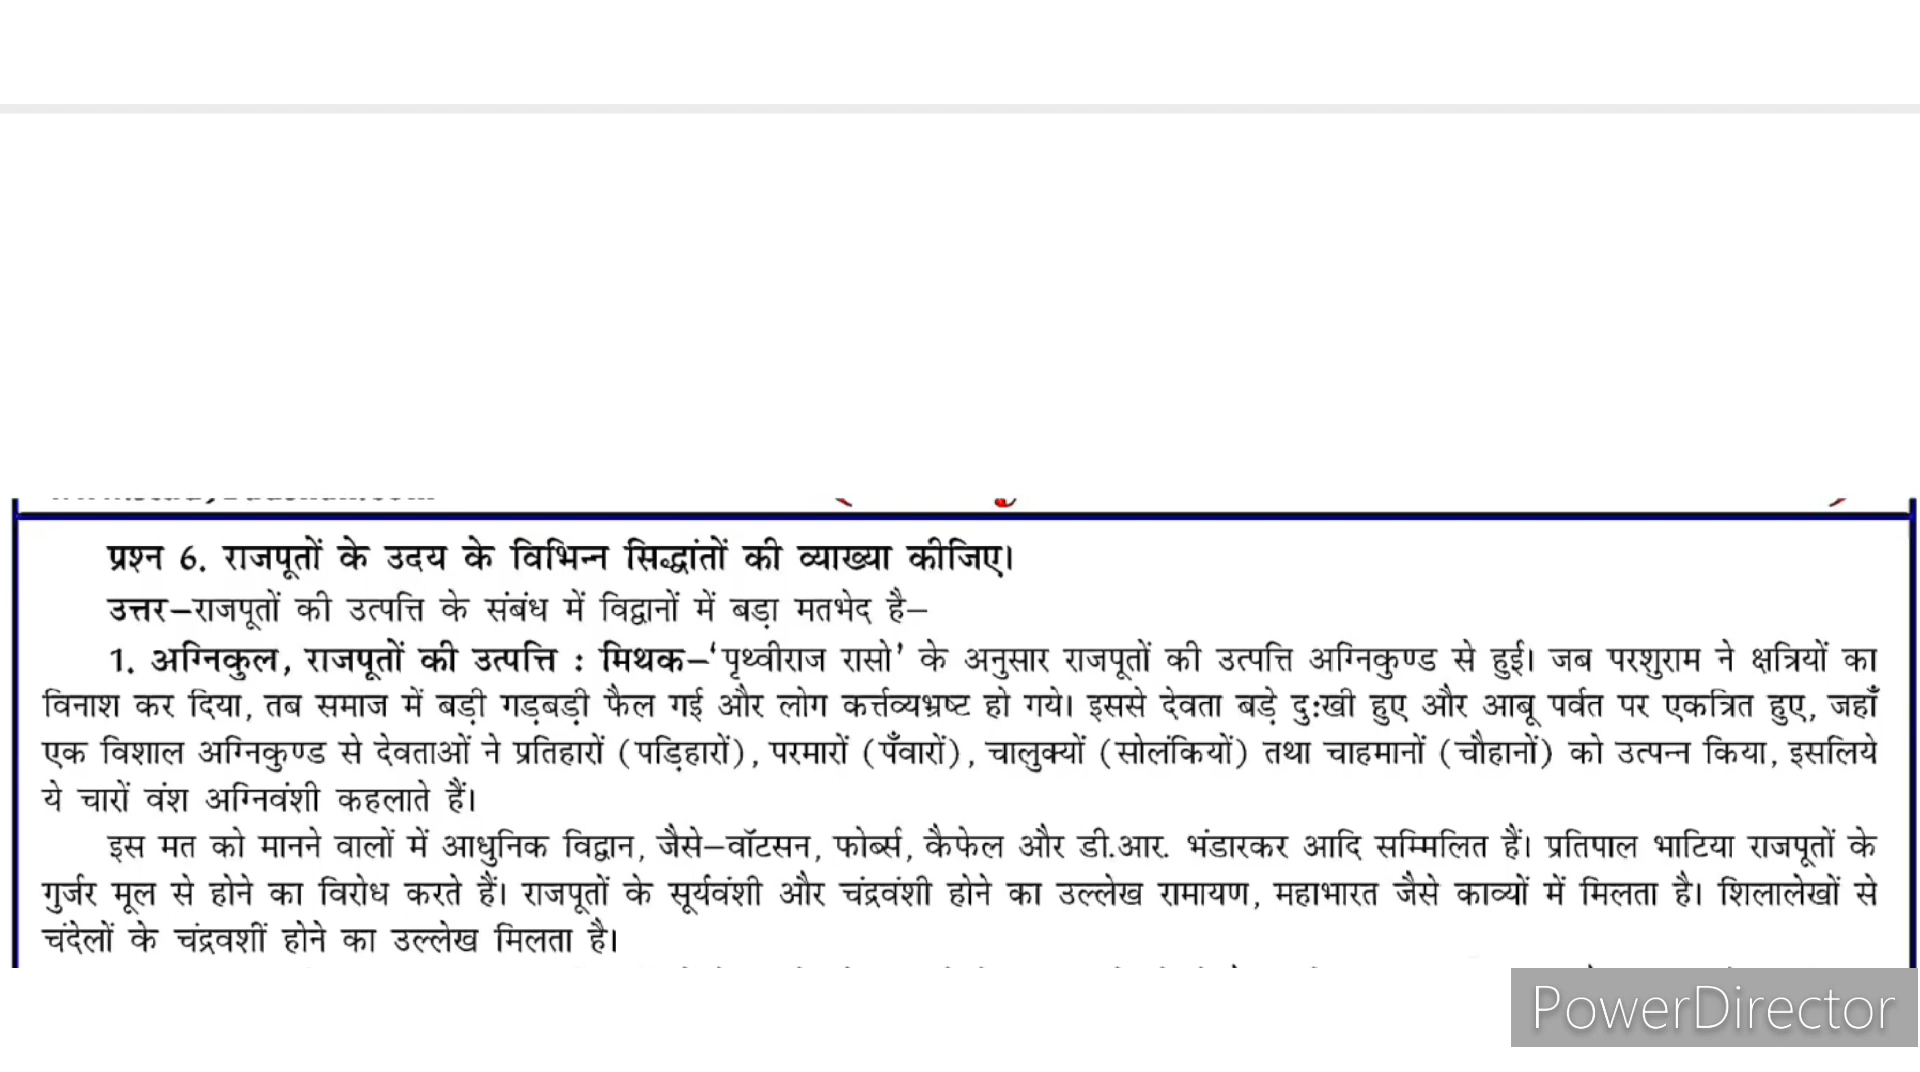 प्रश्न 6. राजपूतों के उदय के विभिन्न सिद्धांतों की व्याख्या कीजिए।
उत्तर–राजपूतों की उत्पत्ति के संबंध में विद्वानों में बड़ा मतभेद है–
1. अग्निकुल, राजपूतों की उत्पत्ति : मिथक–‘पृथ्वीराज रासो’ के अनुसार राजपूतों की उत्पत्ति अग्निकुण्ड से हुई। जब परशुराम ने क्षत्रियों का
विनाश कर दिया, तब समाज में बड़ी गड़बड़ी फैल गई और लोग कर्त्तव्यभ्रष्ट हो गये। इससे देवता बड़े दु:खी हुए और आबू पर्वत पर एकत्रित हुए, जहाँ
एक विशाल अग्निकुण्ड से देवताओं ने प्रतिहारों (पड़िहारों), परमारों (पँवारों), चालुक्यों (सोलंकियों) तथा चाहमानों (चौहानों) को उत्पन्न किया, इसलिये
ये चारों वंश अग्निवंशी कहलाते हैं।
इस मत को मानने वालों में आधुनिक विद्वान, जैसे–वॉटसन, फोर्ब्स, कैफेल और डी.आर. भंडारकर आदि सम्मिलित हैं। प्रतिपाल भाटिया राजपूतों के
गुर्जर मूल से होने का विरोध करते हैं। राजपूतों के सूर्यवंशी और चंद्रवंशी होने का उल्लेख रामायण, महाभारत जैसे काव्यों में मिलता है। शिलालेखों से
चंदेलों के चंद्रवशीं होने का उल्लेख मिलता है।
PowerDirector